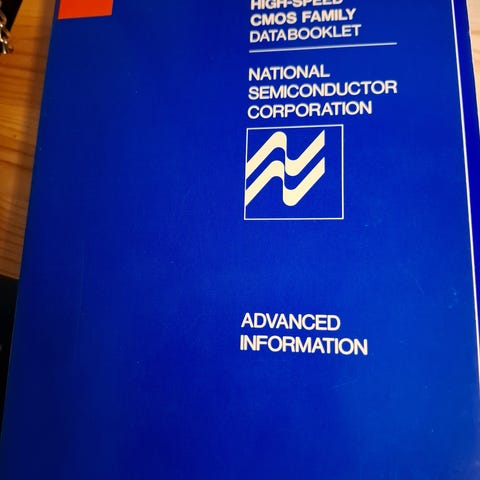 HIGH-SPEED
CMOS FAMILY
DATABOOKLET
NATIONAL
SEMICONDUCTOR
CORPORATION
ADVANCED
INFORMATION